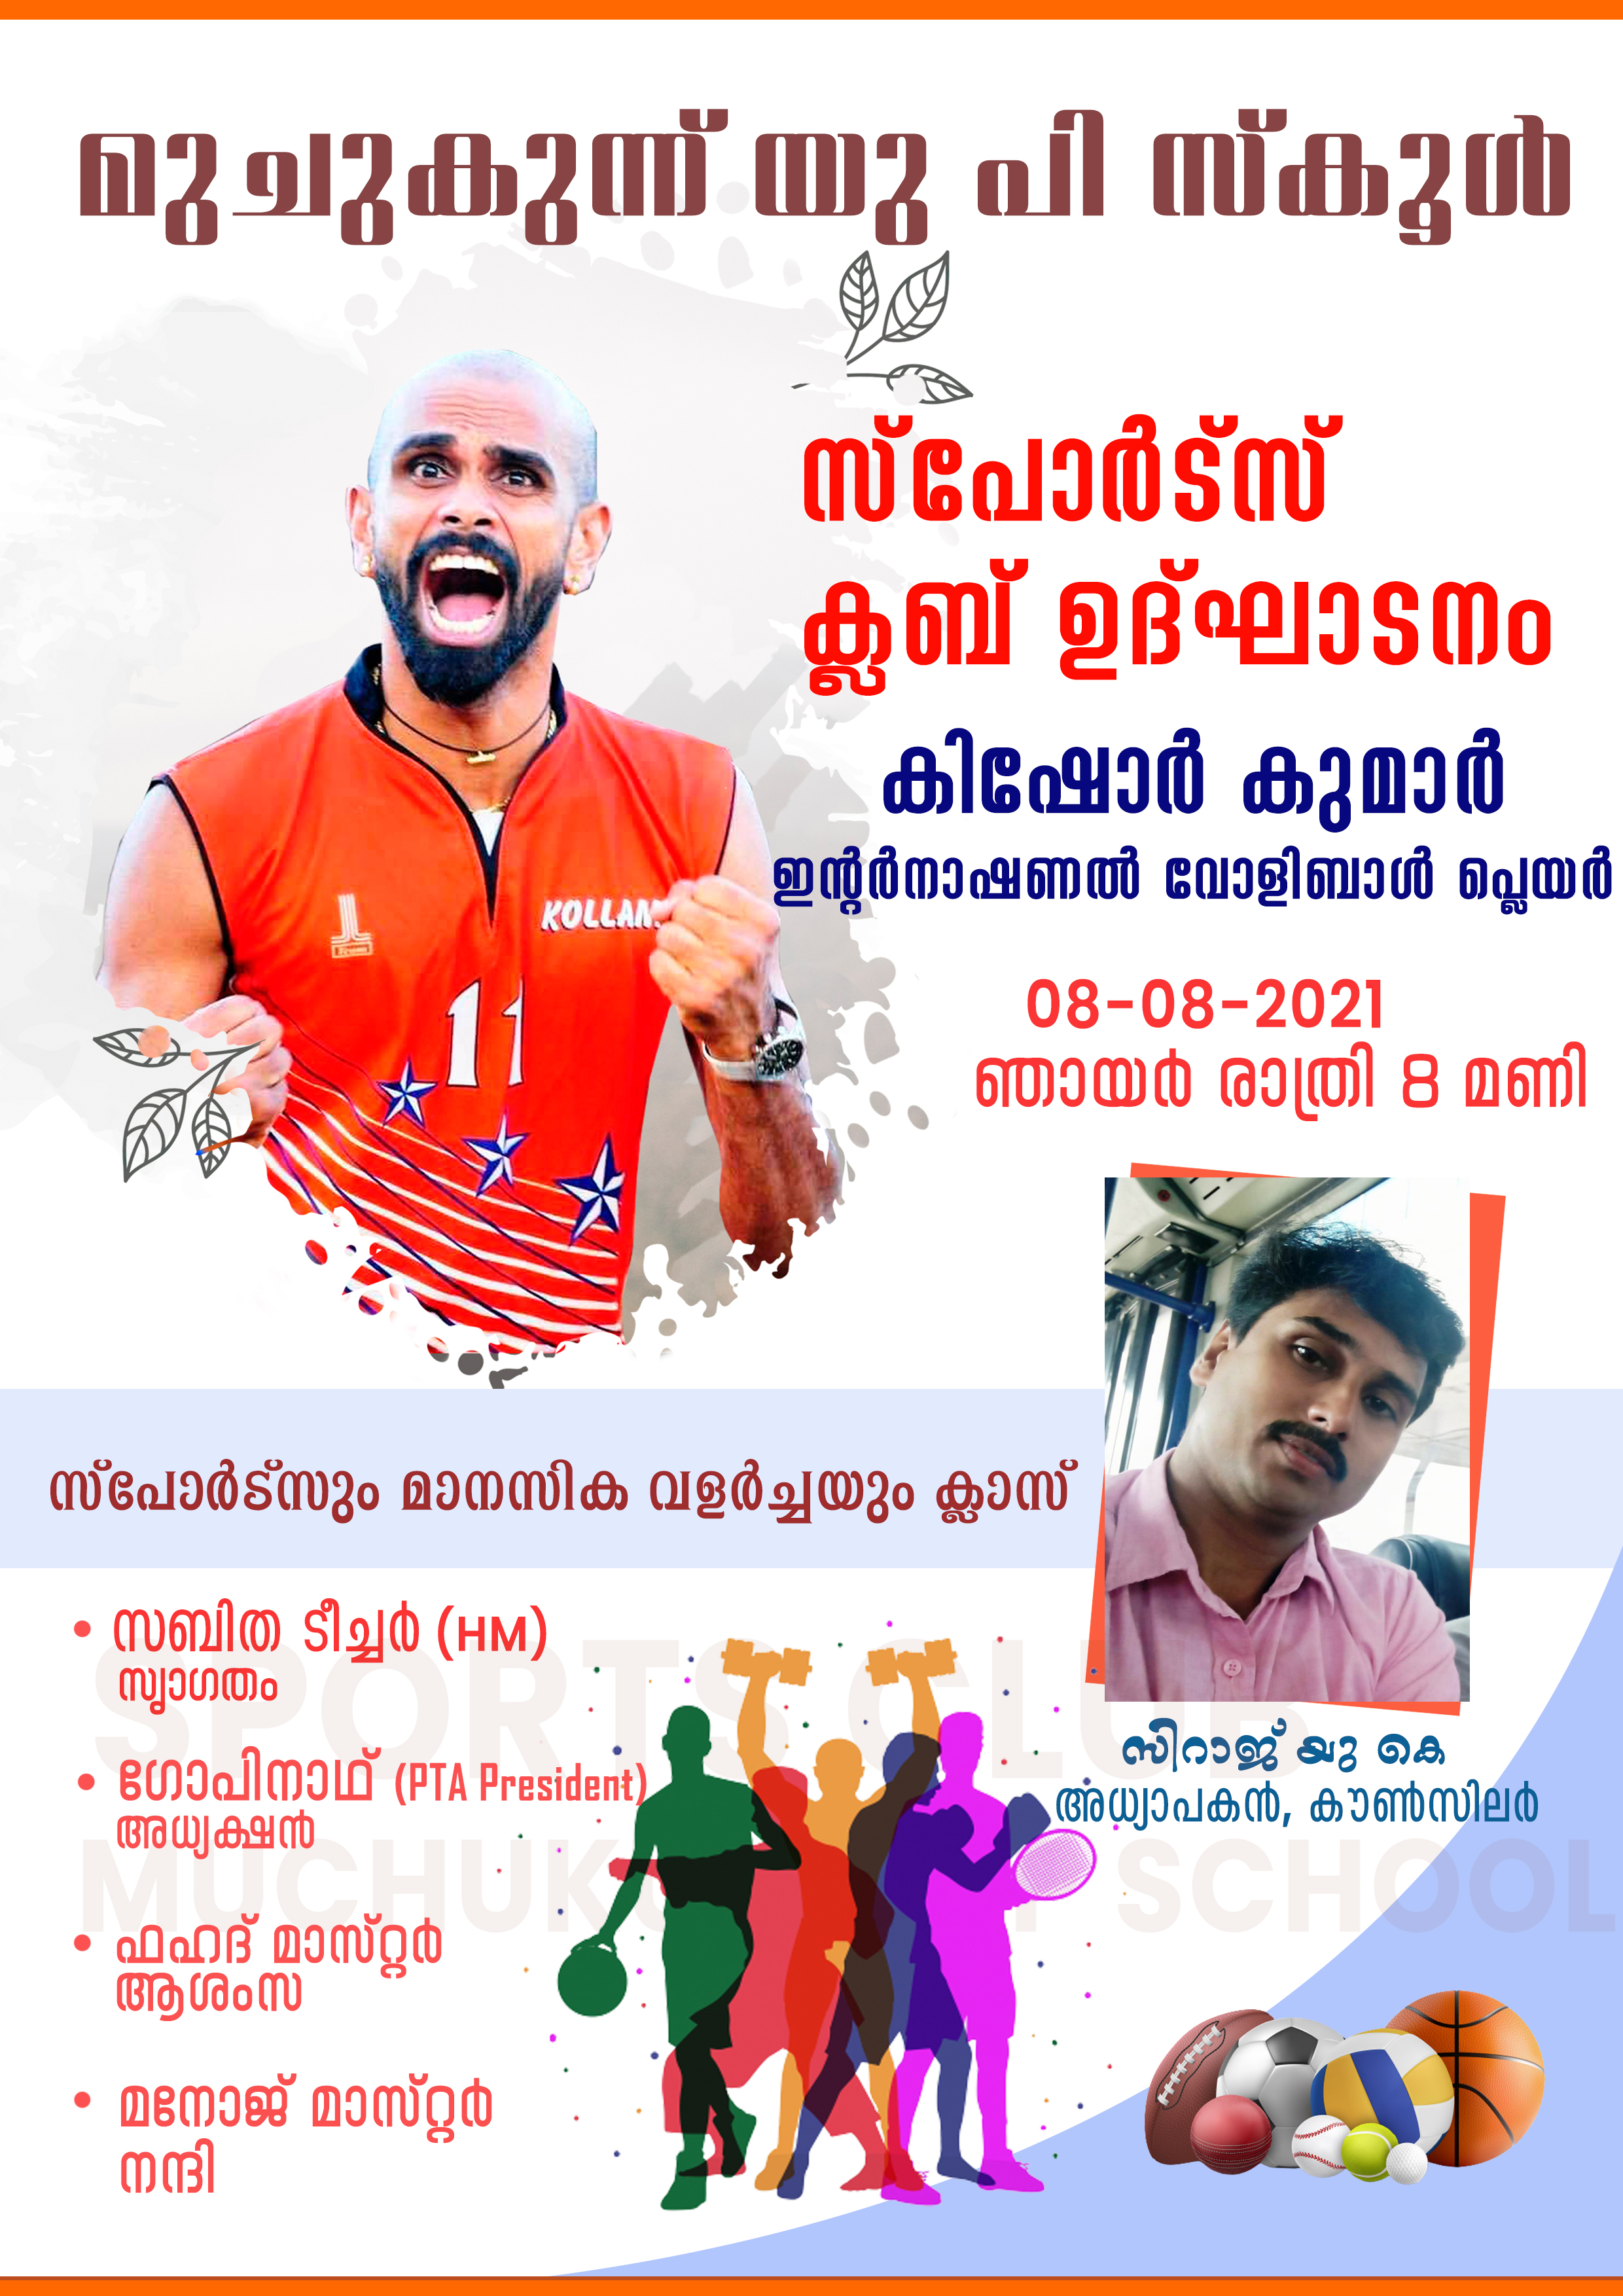 മുചുകുന്ന് യു പി സ്കൂൾ
സ്പോർട്സ്
ക്ലബ് ഉദ്ഘാടനം
കിഷോർ കുമാർ
ഇന്റർനാഷണൽ വോളിബാൾ പ്ലെയർ
KOLLAM
11
08-08-2021
ഞായർ രാത്രി 8 മണി
സ്പോർട്സും മാനസിക വളർച്ചയും ക്ലാസ്
സിറാജ് യു കെ
അധ്യാപകൻ, കൗൺസിലർ
• സബിത ടീച്ചർ (HM)
സ്വാഗതം
• ഗോപിനാഥ് (PTA President)
അധ്യക്ഷൻ
• ഫഹദ് മാസ്റ്റർ
ആശംസ
• മനോജ് മാസ്റ്റർ
നന്ദി
SPORTS CLUB
SCHOOL